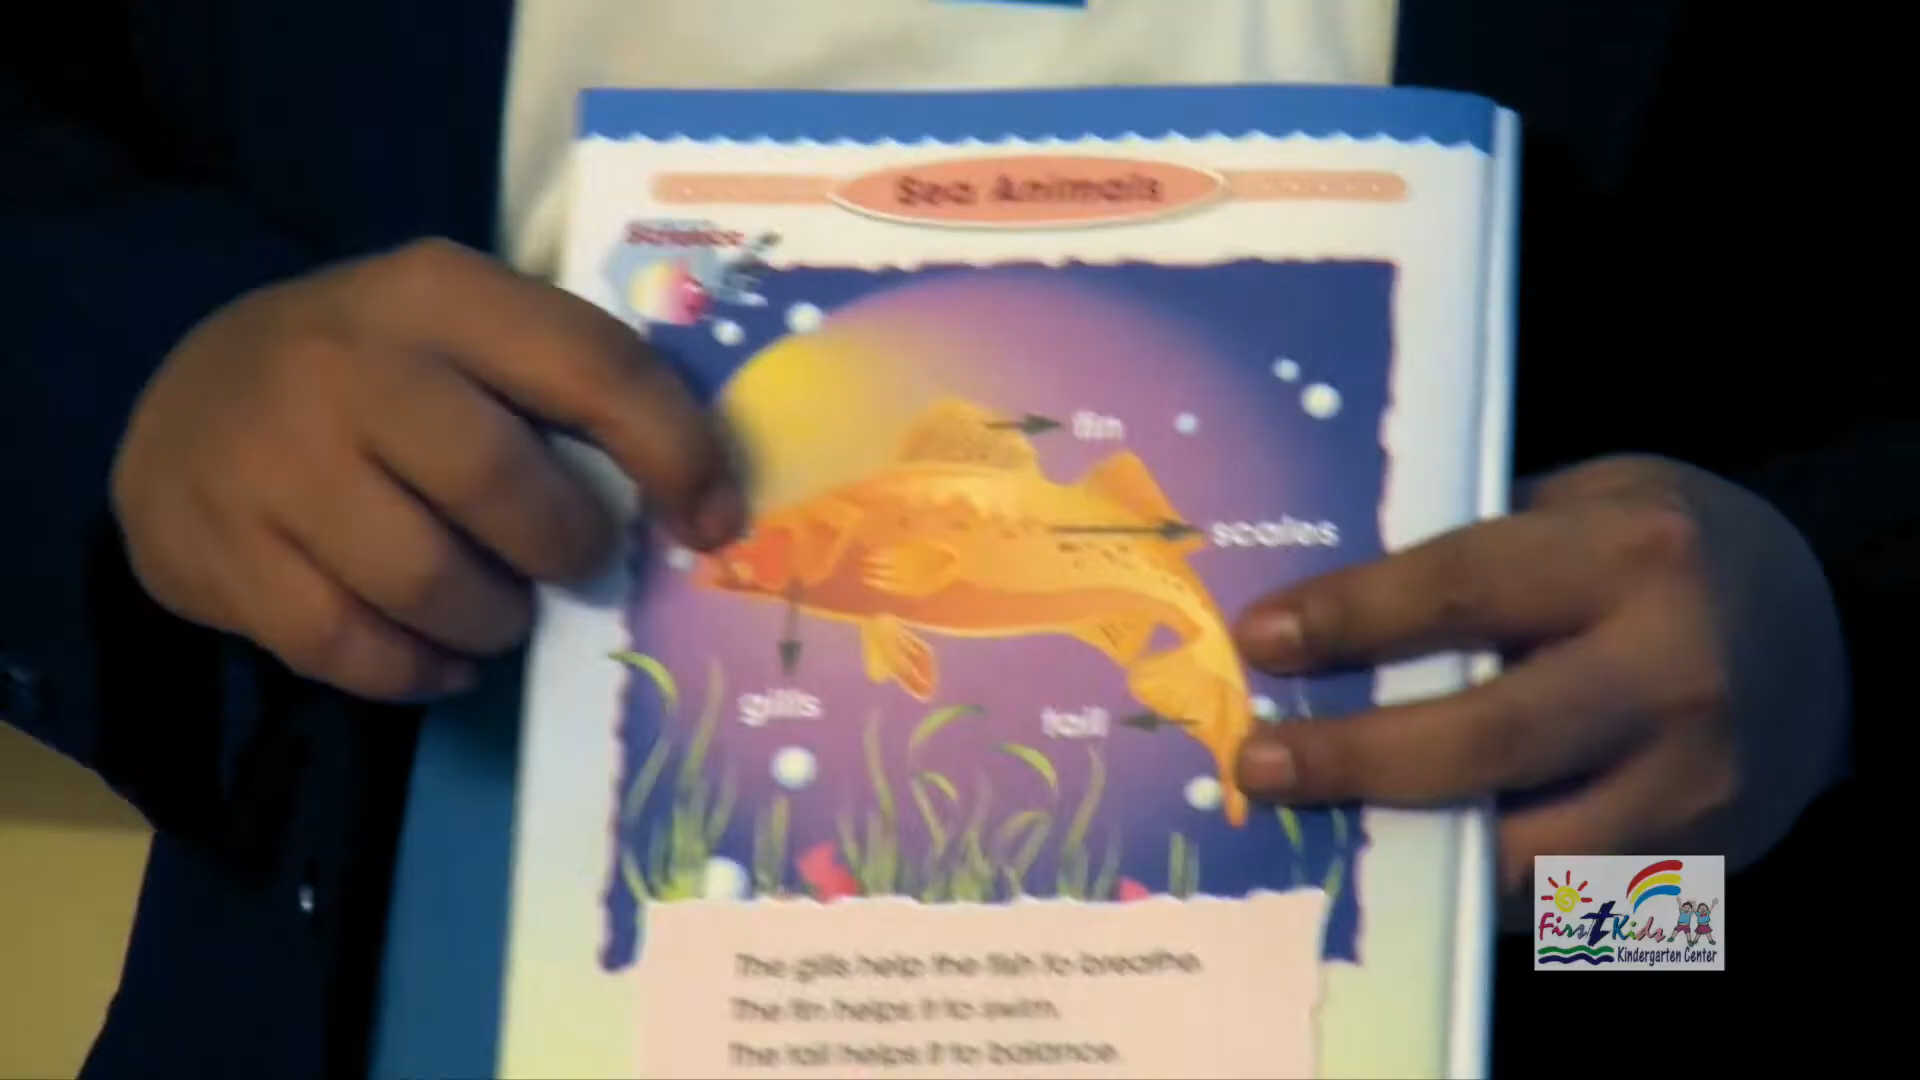 Sea Animals
Science
fin
scales
gills
tail
The gills help the fish to breathe.
The fin helps it to swim.
The tail helps it to balance.
First Kids
Kindergarten Center